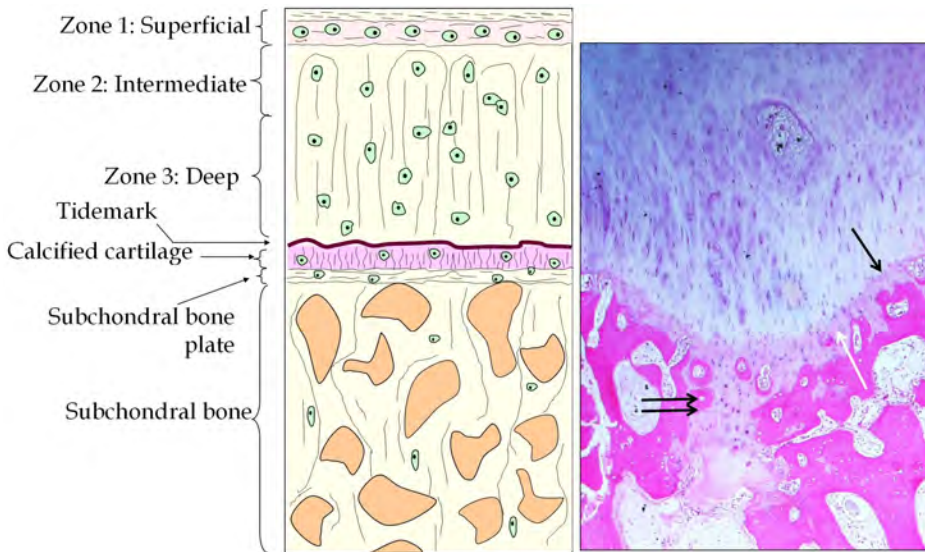 Zone 1: Superficial
Zone 2: Intermediate
Zone 3: Deep
Tidemark
Calcified cartilage
Subchondral bone
plate
Subchondral bone